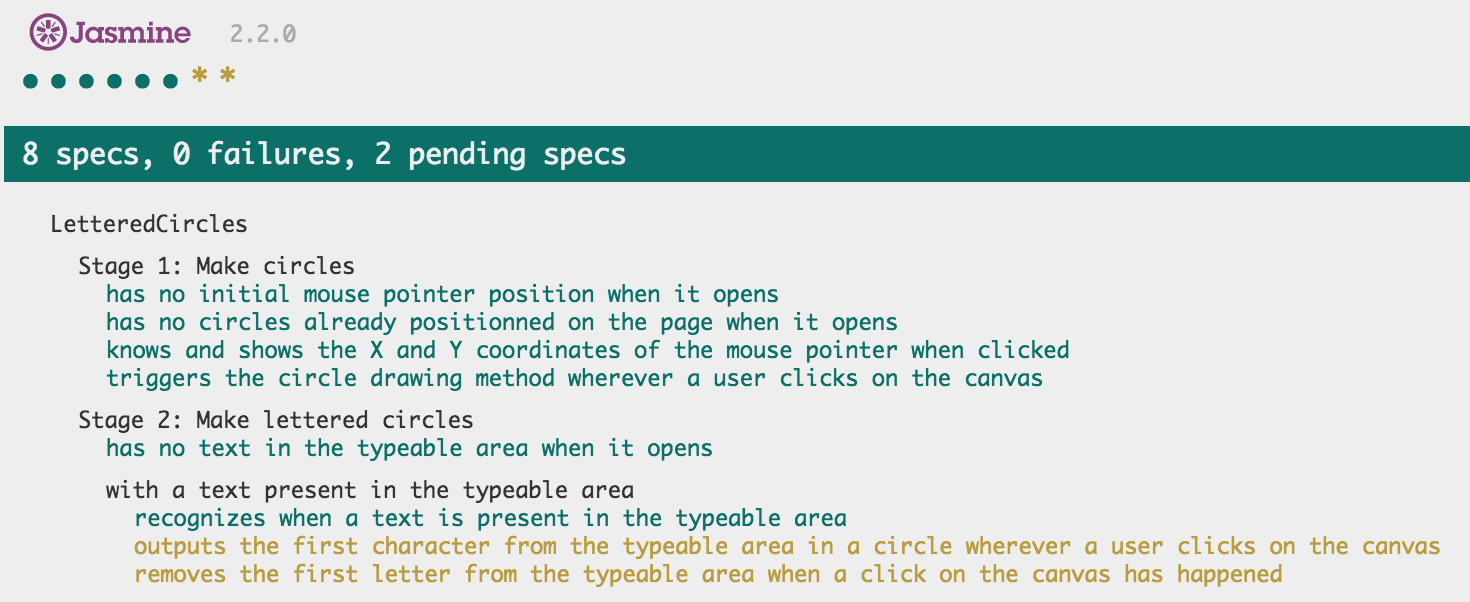 Jasmine 2.2.0
● ● ● ● ● ● * *
8 specs, 0 failures, 2 pending specs
LetteredCircles
Stage 1: Make circles
has no initial mouse pointer position when it opens
has no circles already positionned on the page when it opens
knows and shows the X and Y coordinates of the mouse pointer when clicked
triggers the circle drawing method wherever a user clicks on the canvas
Stage 2: Make lettered circles
has no text in the typeable area when it opens
with a text present in the typeable area
recognizes when a text is present in the typeable area
outputs the first character from the typeable area in a circle wherever a user clicks on the canvas
removes the first letter from the typeable area when a click on the canvas has happened